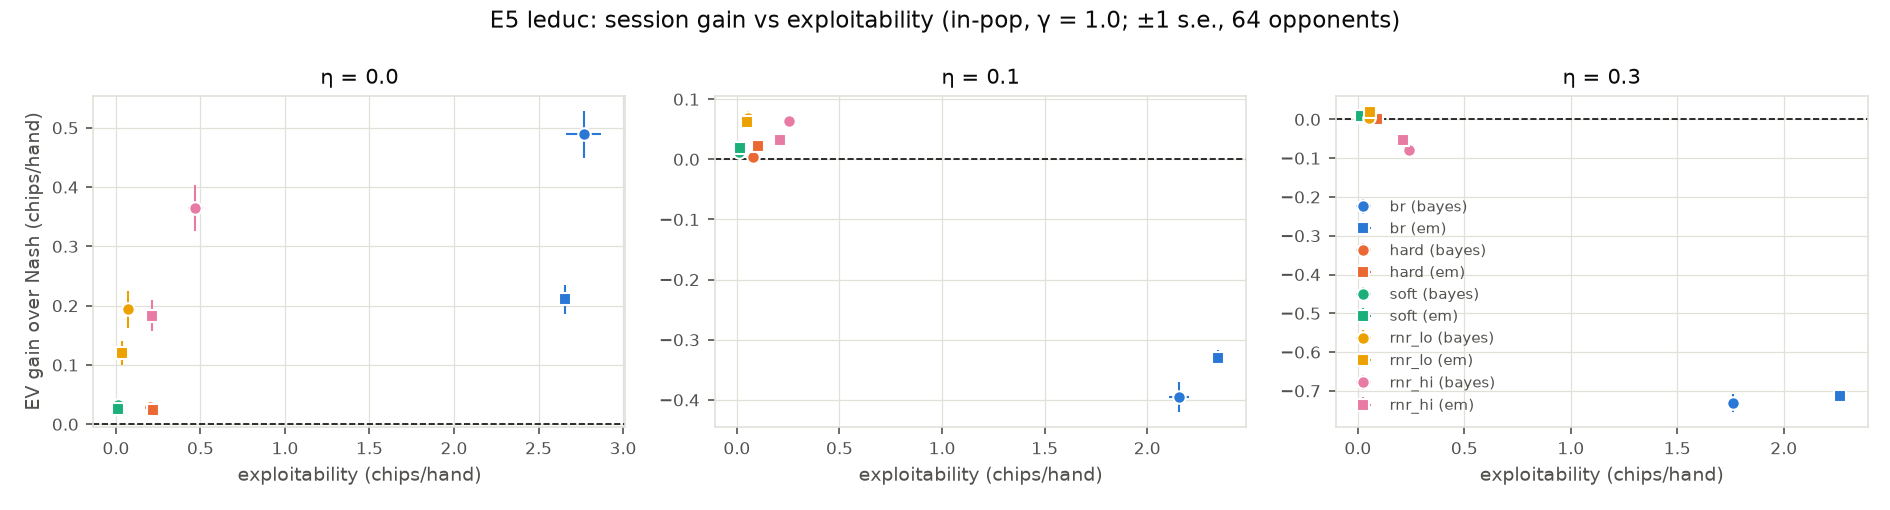 E5 leduc: session gain vs exploitability (in-pop, γ = 1.0; ±1 s.e., 64 opponents)
η = 0.0
EV gain over Nash (chips/hand)
0.5
0.4
0.3
0.2
0.1
0.0
0.0 0.5 1.0 1.5 2.0 2.5 3.0
exploitability (chips/hand)
η = 0.1
0.1
0.0
−0.1
−0.2
−0.3
−0.4
0.0 0.5 1.0 1.5 2.0
exploitability (chips/hand)
η = 0.3
0.0
−0.1
−0.2
−0.3
−0.4
−0.5
−0.6
−0.7
br (bayes)
br (em)
hard (bayes)
hard (em)
soft (bayes)
soft (em)
rnr_lo (bayes)
rnr_lo (em)
rnr_hi (bayes)
rnr_hi (em)
0.0 0.5 1.0 1.5 2.0
exploitability (chips/hand)